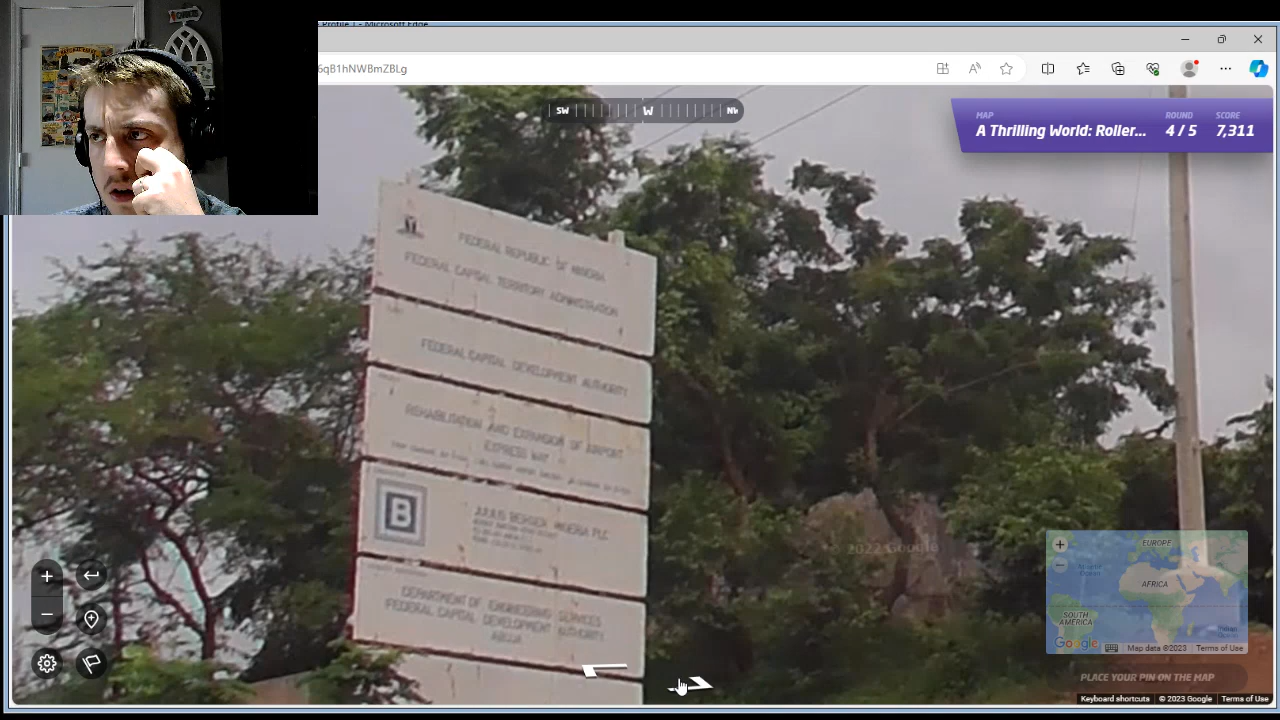 Profile 1 - Microsoft Edge
6qB1hNWBmZBLg
SW W NW
MAP
A Thrilling World: Roller...
ROUND
4 / 5
SCORE
7,311
FEDERAL REPUBLIC OF NIGERIA
FEDERAL CAPITAL TERRITORY ADMINISTRATION
FEDERAL CAPITAL DEVELOPMENT AUTHORITY
REHABILITATION AND EXPANSION OF AIRPORT
EXPRESS WAY
B
JULIUS BERGER NIGERIA PLC
DEPARTMENT OF ENGINEERING SERVICES
FEDERAL CAPITAL DEVELOPMENT AUTHORITY
ABUJA
© 2022 Google
EUROPE
AFRICA
SOUTH
AMERICA
Google
Map data ©2023
Terms of Use
PLACE YOUR PIN ON THE MAP
Keyboard shortcuts
© 2023 Google
Terms of Use